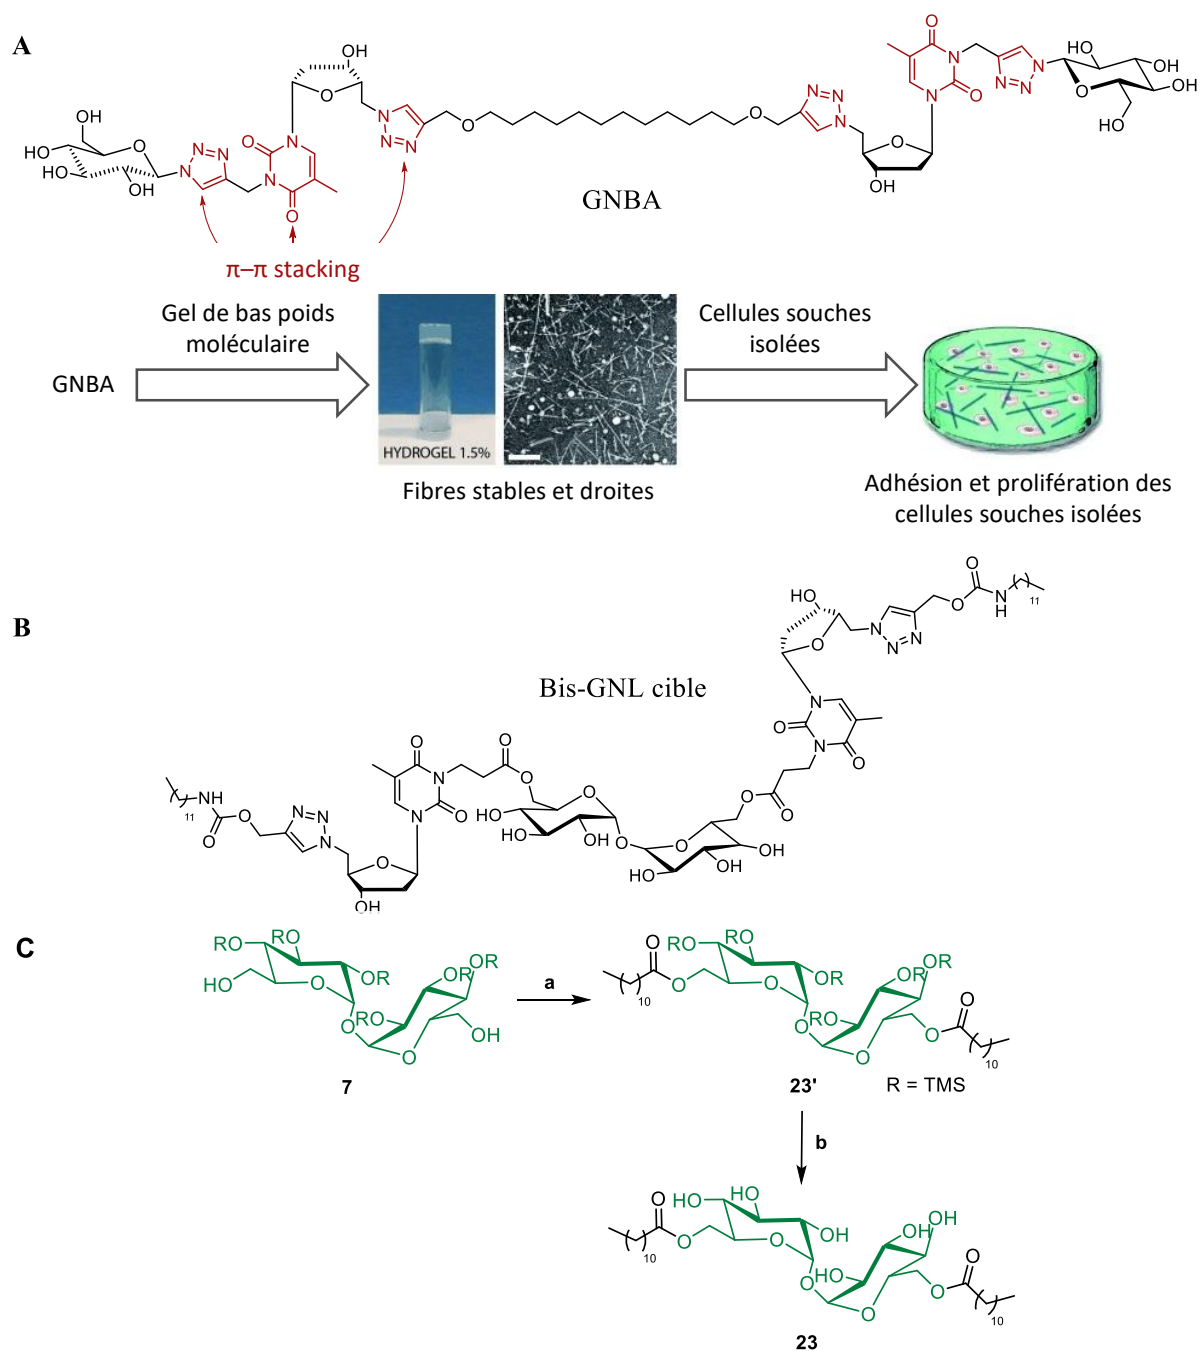 A
GNBA
π–π stacking
Gel de bas poids
moléculaire
Cellules souches
isolées
GNBA
HYDROGEL 1.5%
Fibres stables et droites
Adhésion et prolifération des
cellules souches isolées
B
Bis-GNL cible
C
a
7
23'
R = TMS
b
23